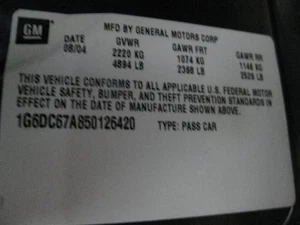 GM
MFD BY GENERAL MOTORS CORP
DATE GVWR GAWR FRT GAWR RR
08/04 2220 KG 1074 KG 1146 KG
4894 LB 2368 LB 2526 LB
THIS VEHICLE CONFORMS TO ALL APPLICABLE U.S. FEDERAL MOTOR
VEHICLE SAFETY, BUMPER, AND THEFT PREVENTION STANDARDS IN
EFFECT ON THE DATE OF MANUFACTURE SHOWN ABOVE.
1G6DC67A850126420 TYPE: PASS CAR